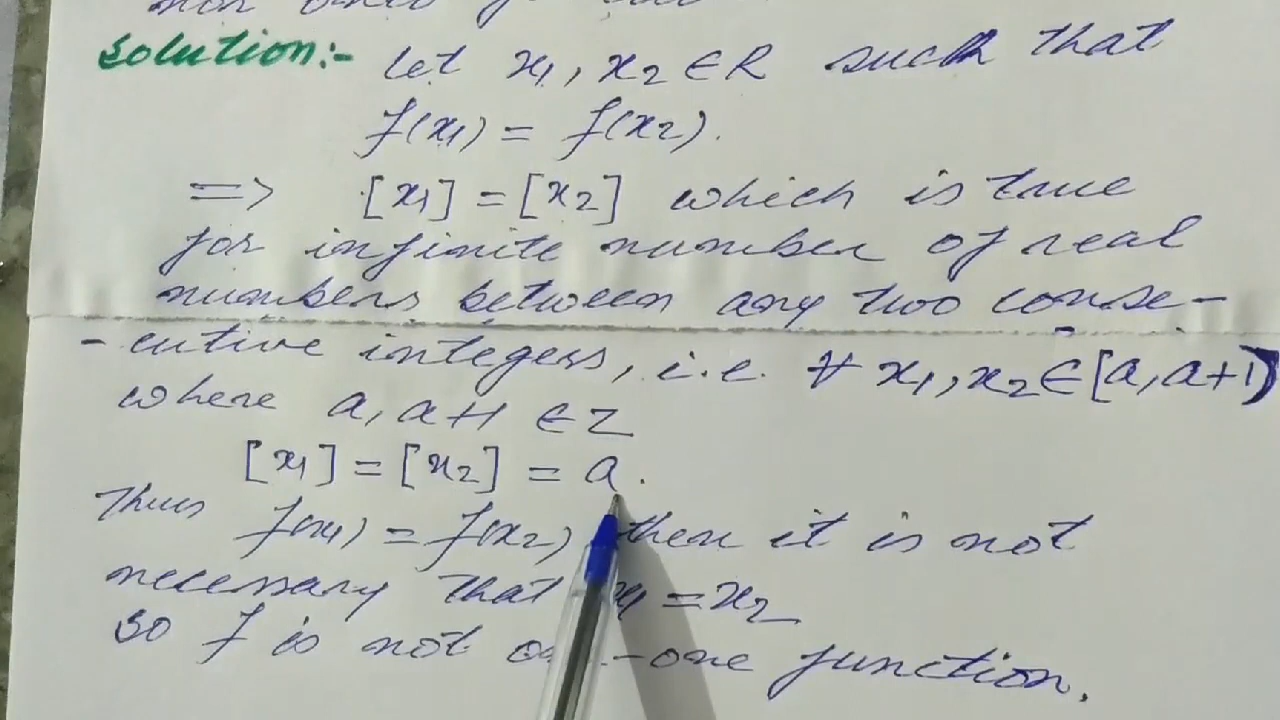 Solution:- Let x1, x2 ∈ R such that
f(x1) = f(x2).
=> [x1] = [x2] which is true
for infinite number of real
numbers between any two conse-
-cutive integers, i.e. ∀ x1, x2 ∈ [a, a+1)
where a, a+1 ∈ Z
[x1] = [x2] = a.
Thus f(x1) = f(x2) then it is not
necessary that = x2
so f is not -one function.